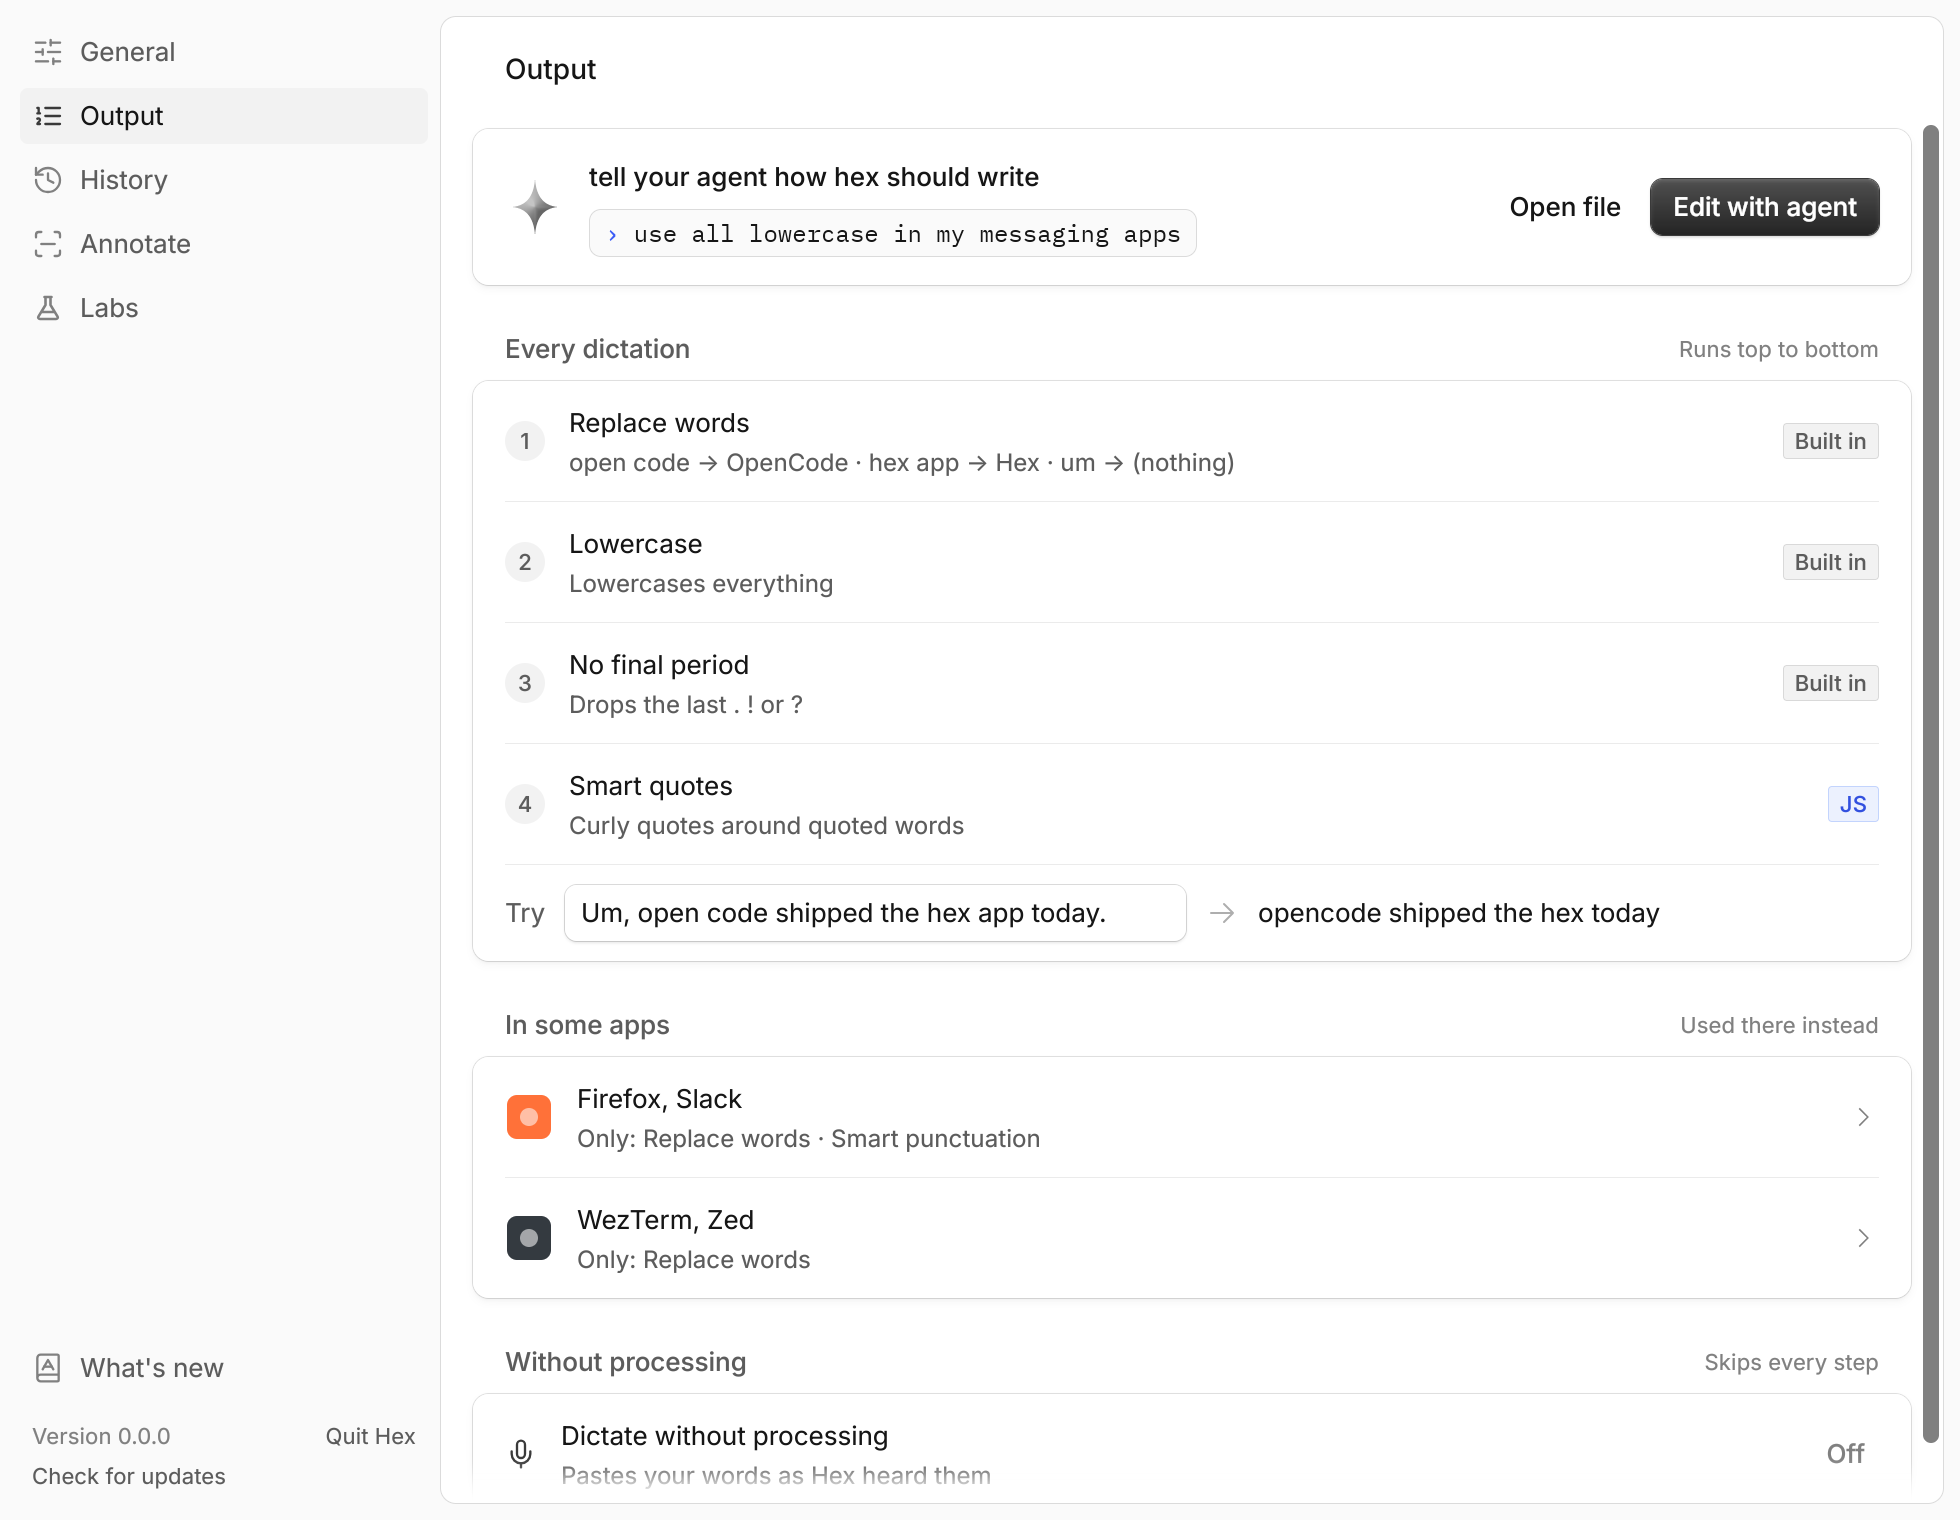 General
Output
History
Annotate
Labs
What's new
Version 0.0.0
Quit Hex
Check for updates
Output
tell your agent how hex should write
› use all lowercase in my messaging apps
Open file
Edit with agent
Every dictation
Runs top to bottom
1
Replace words
open code → OpenCode · hex app → Hex · um → (nothing)
Built in
2
Lowercase
Lowercases everything
Built in
3
No final period
Drops the last . ! or ?
Built in
4
Smart quotes
Curly quotes around quoted words
JS
Try
Um, open code shipped the hex app today.
→ opencode shipped the hex today
In some apps
Used there instead
Firefox, Slack
Only: Replace words · Smart punctuation
WezTerm, Zed
Only: Replace words
Without processing
Skips every step
Dictate without processing
Pastes your words as Hex heard them
Off